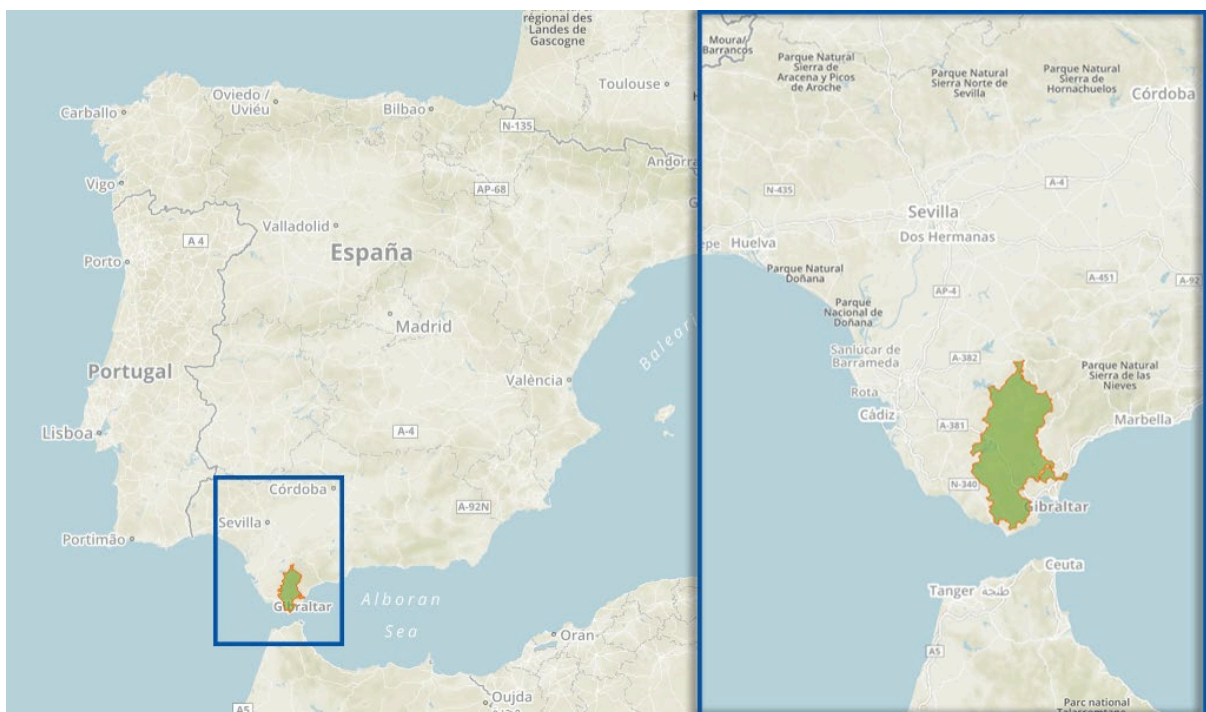 régional des
Landes de
Gascogne
Toulouse
Oviedo /
Uviéu
Carballo
Bilbao
N-135
Andorra
Vigo
AP-68
Valladolid
A 4
España
Porto
Madrid
Portugal
València
Baleari
Lisboa
A-4
Córdoba
A-92N
Sevilla
Portimão
Gibraltar
Alboran
Sea
Oran
Oujda
A5
Moura/
Barrancos
Parque Natural
Sierra de
Aracena y Picos
de Aroche
Parque Natural
Sierra Norte de
Sevilla
Parque Natural
Sierra de
Hornachuelos
Córdoba
N-435
A-4
Sevilla
Dos Hermanas
epe
Huelva
Parque Natural
Doñana
A-451
A-92
AP-4
Parque
Nacional de
Doñana
Sanlúcar de
Barrameda
A-382
Parque Natural
Sierra de las
Nieves
Rota
Cádiz
A-381
Marbella
N-340
Gibraltar
Ceuta
Tanger طنجة
A5
Parc national
Talassemtane